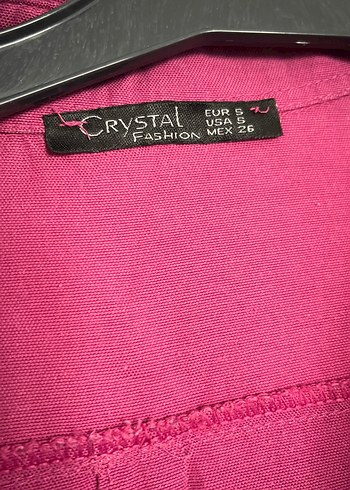 CRYSTAL
FASHION
EUR S
USA S
MEX 26